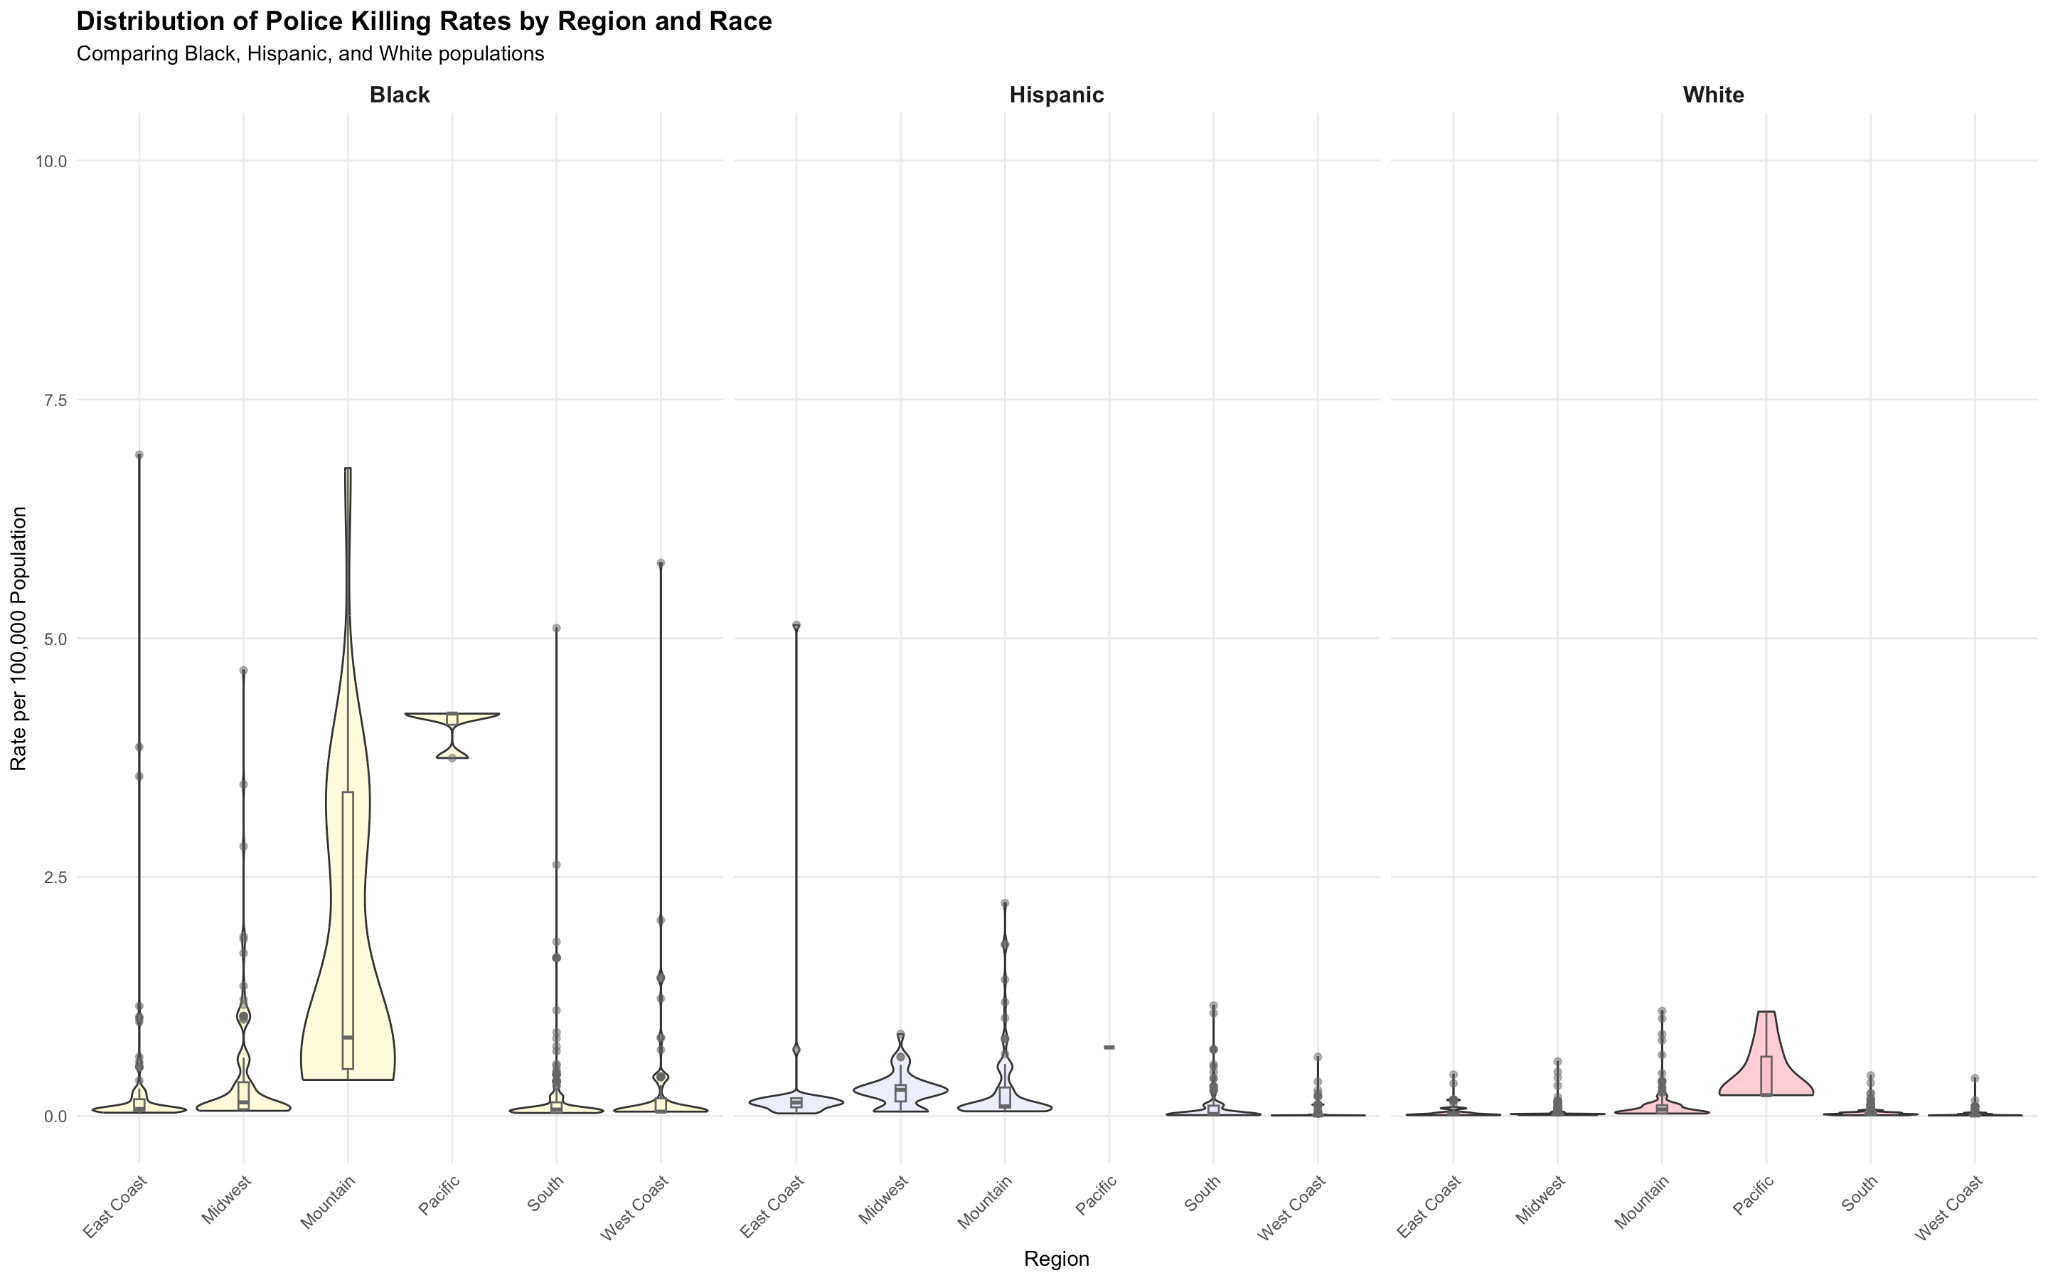 Distribution of Police Killing Rates by Region and Race
Comparing Black, Hispanic, and White populations
Black
Hispanic
White
Rate per 100,000 Population
10.0
7.5
5.0
2.5
0.0
East Coast
Midwest
Mountain
Pacific
South
West Coast
East Coast
Midwest
Mountain
Pacific
South
West Coast
East Coast
Midwest
Mountain
Pacific
South
West Coast
Region